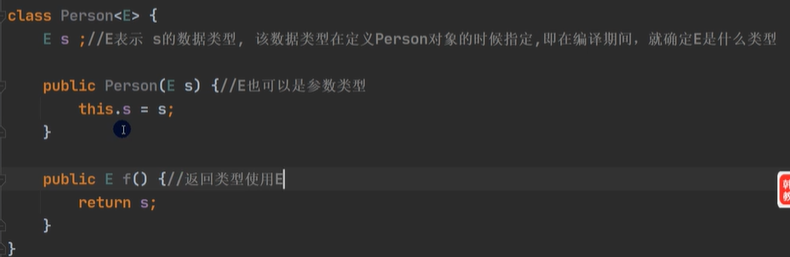 class Person<E> {
E s ;//E表示 s的数据类型, 该数据类型在定义Person对象的时候指定,即在编译期间，就确定E是什么类型
public Person(E s) {//E也可以是参数类型
this.s = s;
}
public E f() {//返回类型使用E
return s;
}
}